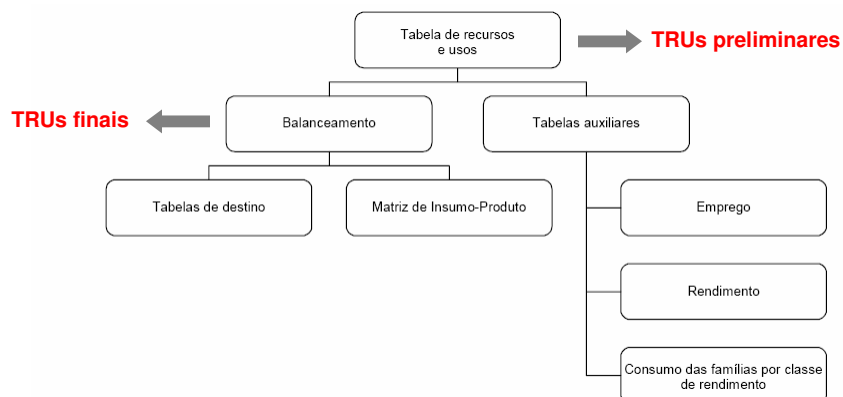 Tabela de recursos
e usos
TRUs preliminares
TRUs finais
Balanceamento
Tabelas auxiliares
Tabelas de destino
Matriz de Insumo-Produto
Emprego
Rendimento
Consumo das famílias por classe
de rendimento